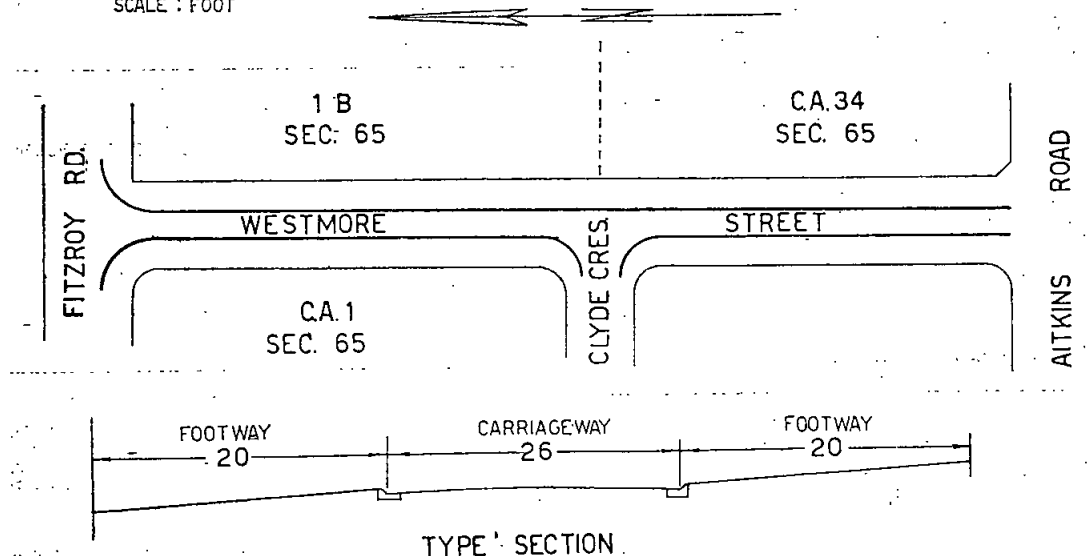 SCALE : FOOT
1 B
SEC. 65
C.A. 34
SEC. 65
FITZROY RD.
WESTMORE
STREET
CLYDE CRES.
AITKINS ROAD
C.A. 1
SEC. 65
FOOTWAY
20
CARRIAGEWAY
26
FOOTWAY
20
TYPE SECTION